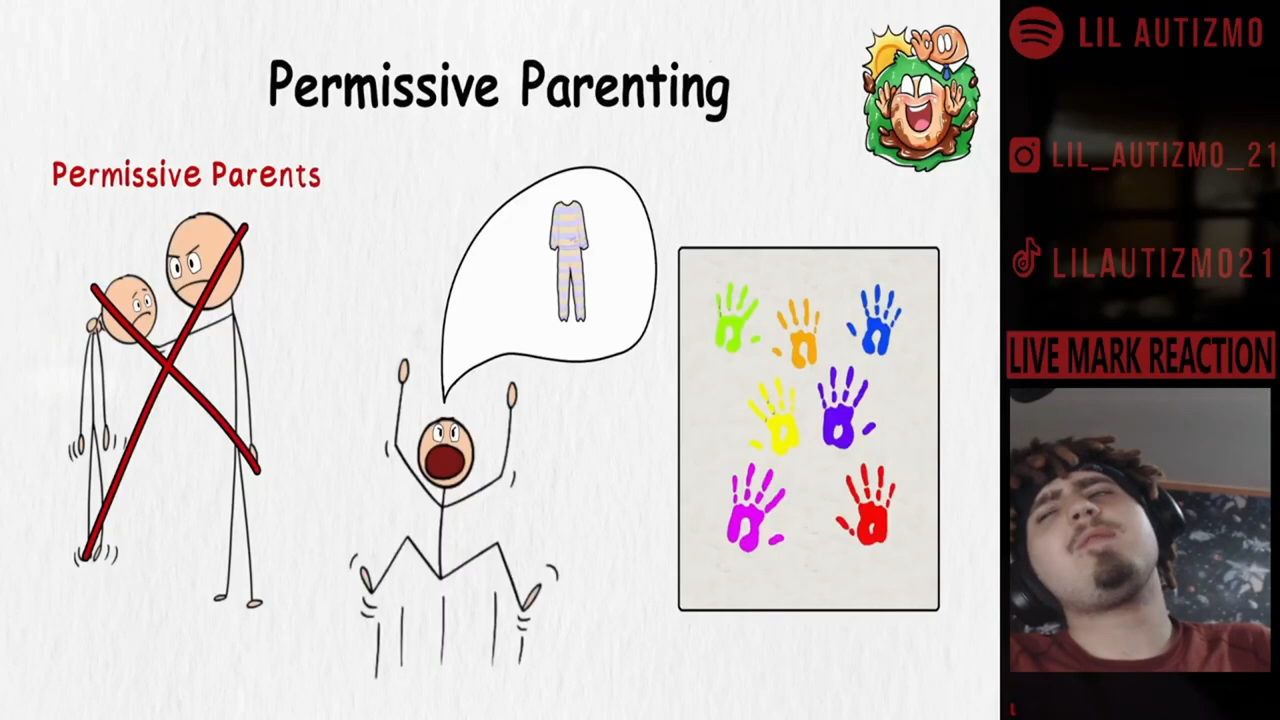 Permissive Parenting
Permissive Parents
LIL AUTIZMO
LIL_AUTIZMO_21
LILAUTIZMO21
LIVE MARK REACTION
L